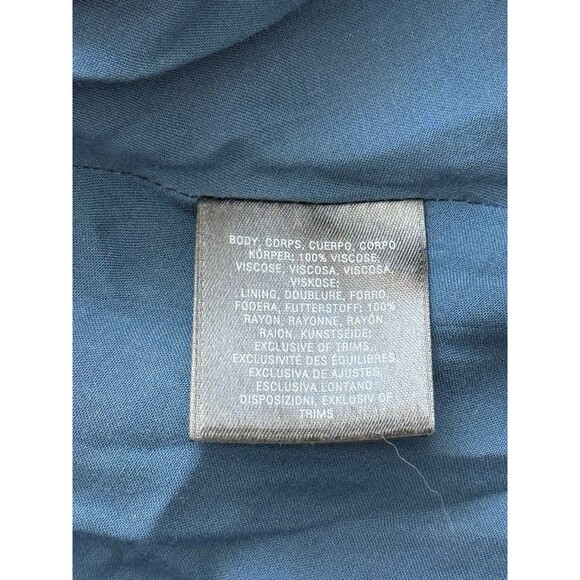 BODY, CORPS, CUERPO, CORPO
KÖRPER: 100% VISCOSE,
VISCOSE, VISCOSA, VISCOSA,
VISKOSE;
LINING, DOUBLURE, FORRO,
FODERA, FUTTERSTOFF: 100%
RAYON, RAYONNE, RAYÓN,
RAION, KUNSTSEIDE;
EXCLUSIVE OF TRIMS,
EXCLUSIVITÉ DES ÉQUILIBRES,
EXCLUSIVA DE AJUSTES,
ESCLUSIVA LONTANO
DISPOSIZIONI, EXKLUSIV OF
TRIMS